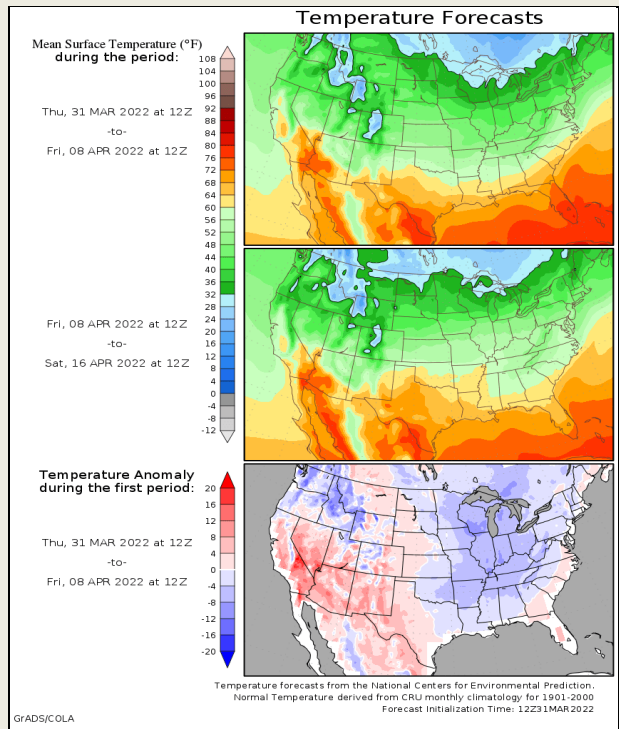 Temperature Forecasts
Mean Surface Temperature (°F)
during the period:
108
104
100
96
92
88
84
80
76
72
68
64
60
56
52
48
44
40
36
32
28
24
20
16
12
8
4
0
-4
-8
-12
Thu, 31 MAR 2022 at 12Z
-to-
Fri, 08 APR 2022 at 12Z
Fri, 08 APR 2022 at 12Z
-to-
Sat, 16 APR 2022 at 12Z
Temperature Anomaly
during the first period:
20
16
12
8
4
0
-4
-8
-12
-16
-20
Thu, 31 MAR 2022 at 12Z
-to-
Fri, 08 APR 2022 at 12Z
Temperature forecasts from the National Centers for Environmental Prediction.
Normal Temperature derived from CRU monthly climatology for 1901-2000
Forecast Initialization Time: 12Z31MAR2022
GrADS/COLA